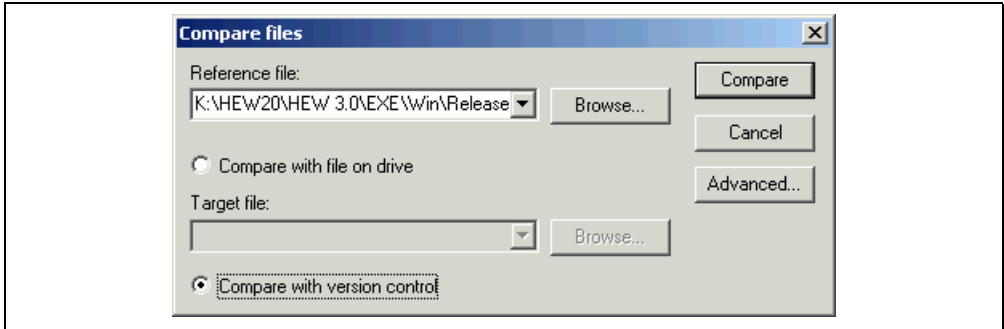 Compare files
Reference file:
K:\HEW20\HEW 3.0\EXE\Win\Release
Browse...
Compare
Cancel
Advanced...
Compare with file on drive
Target file:
Browse...
Compare with version control